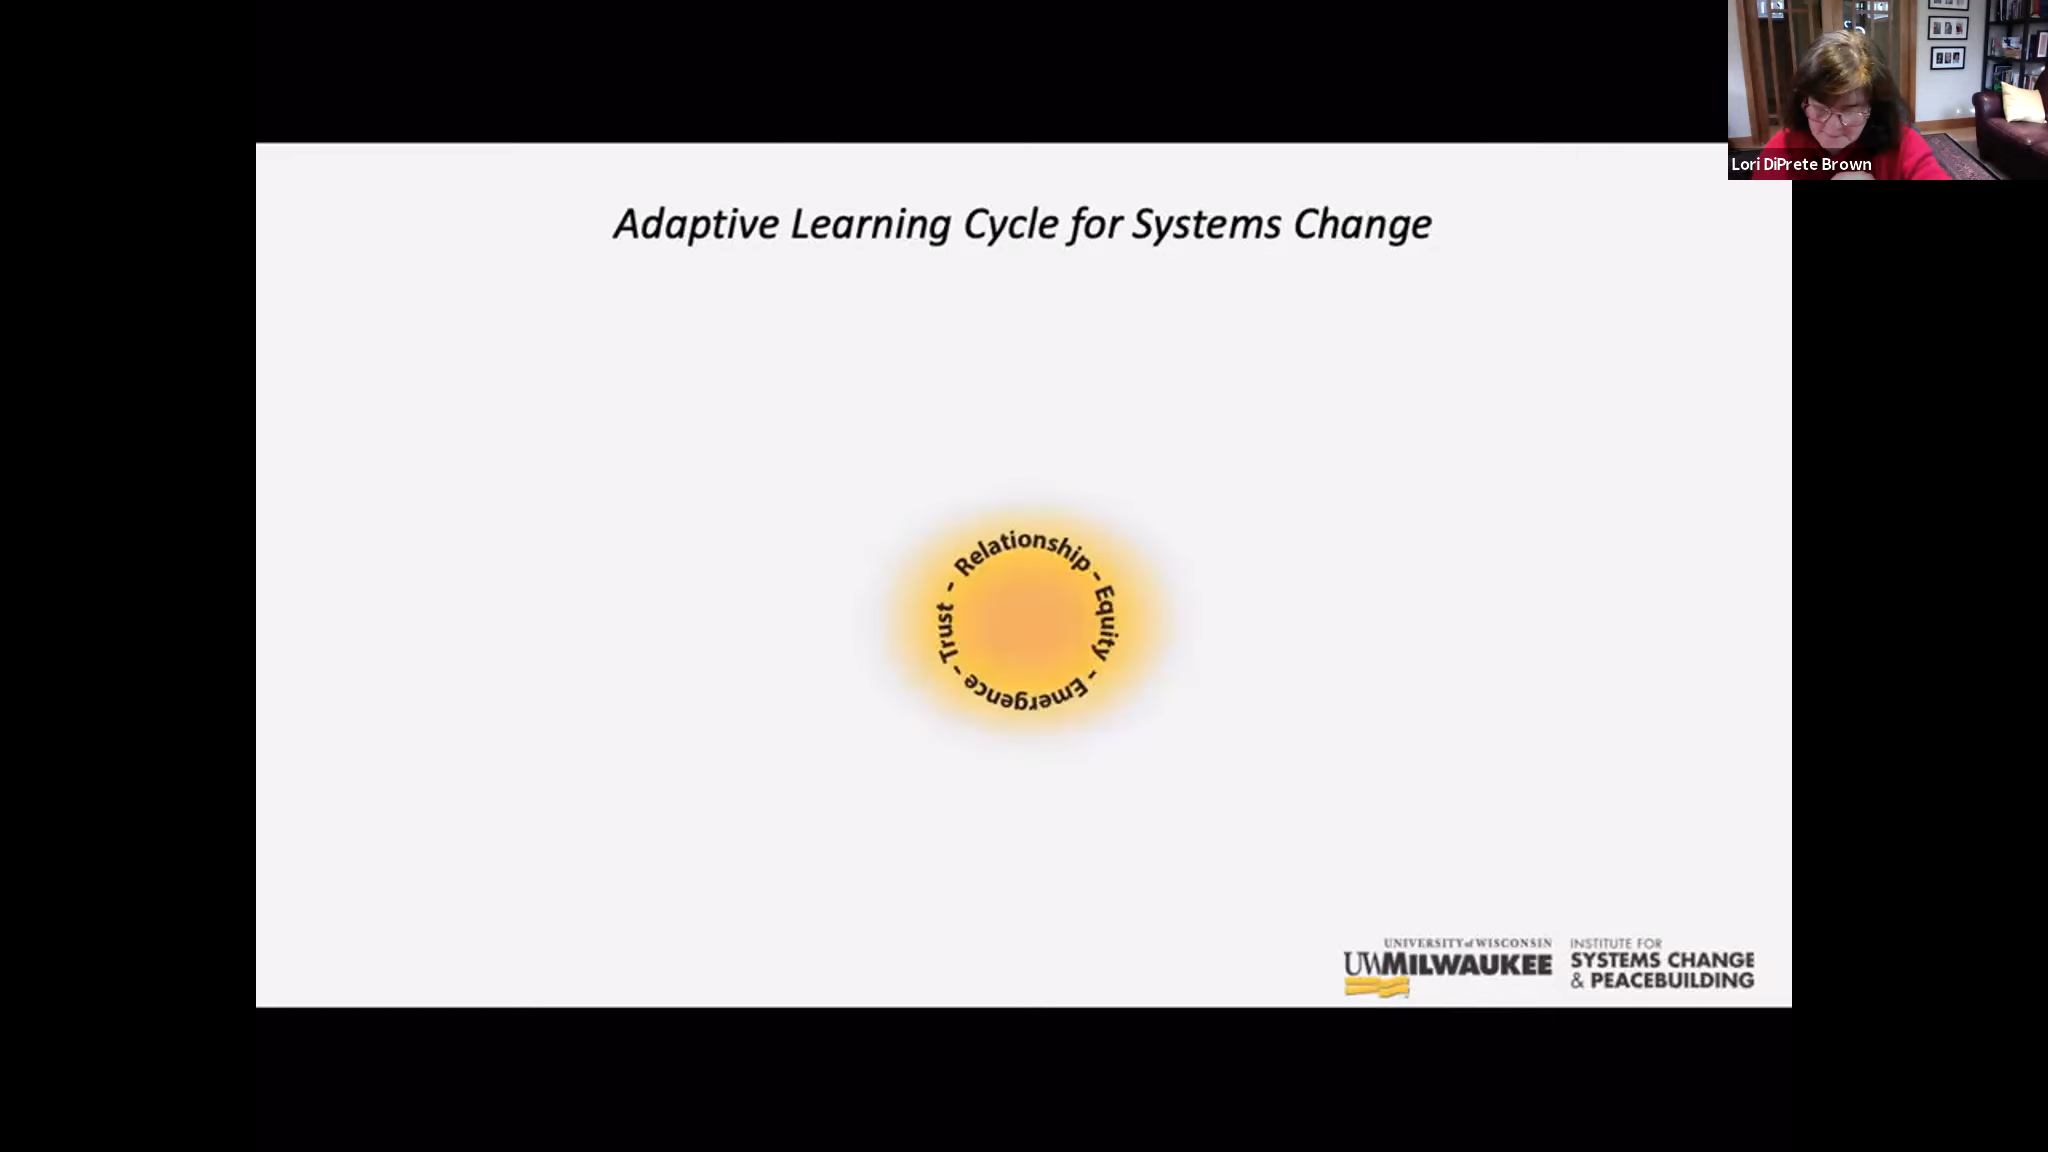 Lori DiPrete Brown
Adaptive Learning Cycle for Systems Change
Relationship - Equity - Emergence - Trust -
UNIVERSITY of WISCONSIN
UWMILWAUKEE
INSTITUTE FOR
SYSTEMS CHANGE
& PEACEBUILDING